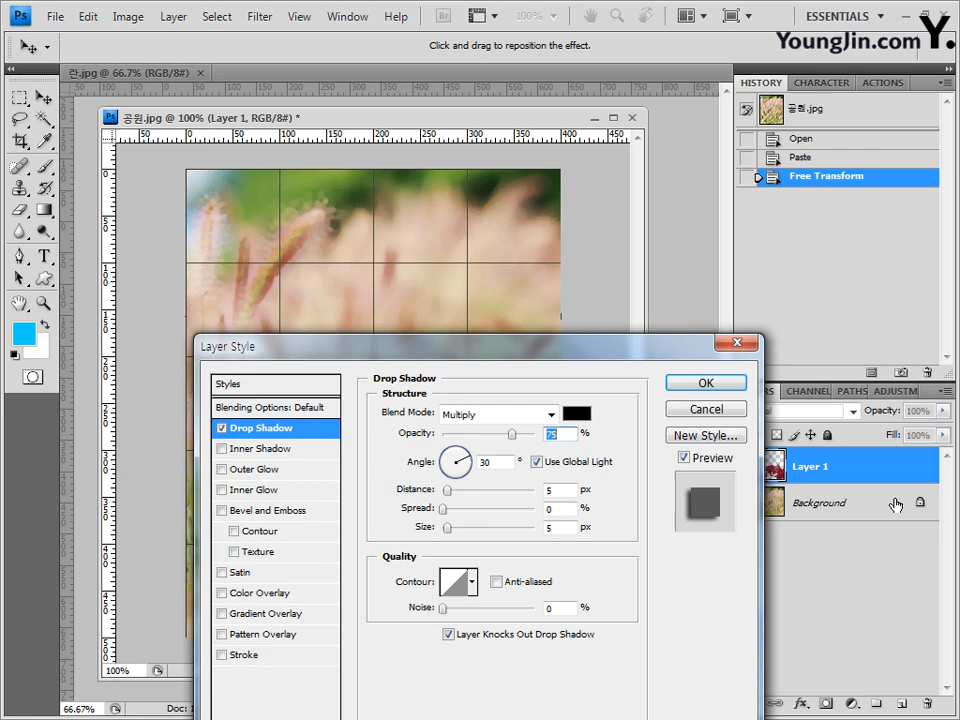 Ps File Edit Image Layer Select Filter View Window Help Br 100% ESSENTIALS
YoungJin.com Y.
Click and drag to reposition the effect.
란.jpg @ 66.7% (RGB/8#)
Ps 공원.jpg @ 100% (Layer 1, RGB/8#) *
HISTORY CHARACTER ACTIONS
공원.jpg
Open
Paste
Free Transform
Layer Style
Styles
Blending Options: Default
Drop Shadow
Inner Shadow
Outer Glow
Inner Glow
Bevel and Emboss
Contour
Texture
Satin
Color Overlay
Gradient Overlay
Pattern Overlay
Stroke
Drop Shadow
Structure
Blend Mode: Multiply
Opacity: 75 %
Angle: 30 °
Use Global Light
Distance: 5 px
Spread: 0 %
Size: 5 px
Quality
Contour:
Anti-aliased
Noise: 0 %
Layer Knocks Out Drop Shadow
OK
Cancel
New Style...
Preview
CHANNEL PATHS ADJUSTM
Opacity: 100%
Fill: 100%
Layer 1
Background
100%
66.67% Doc: 1